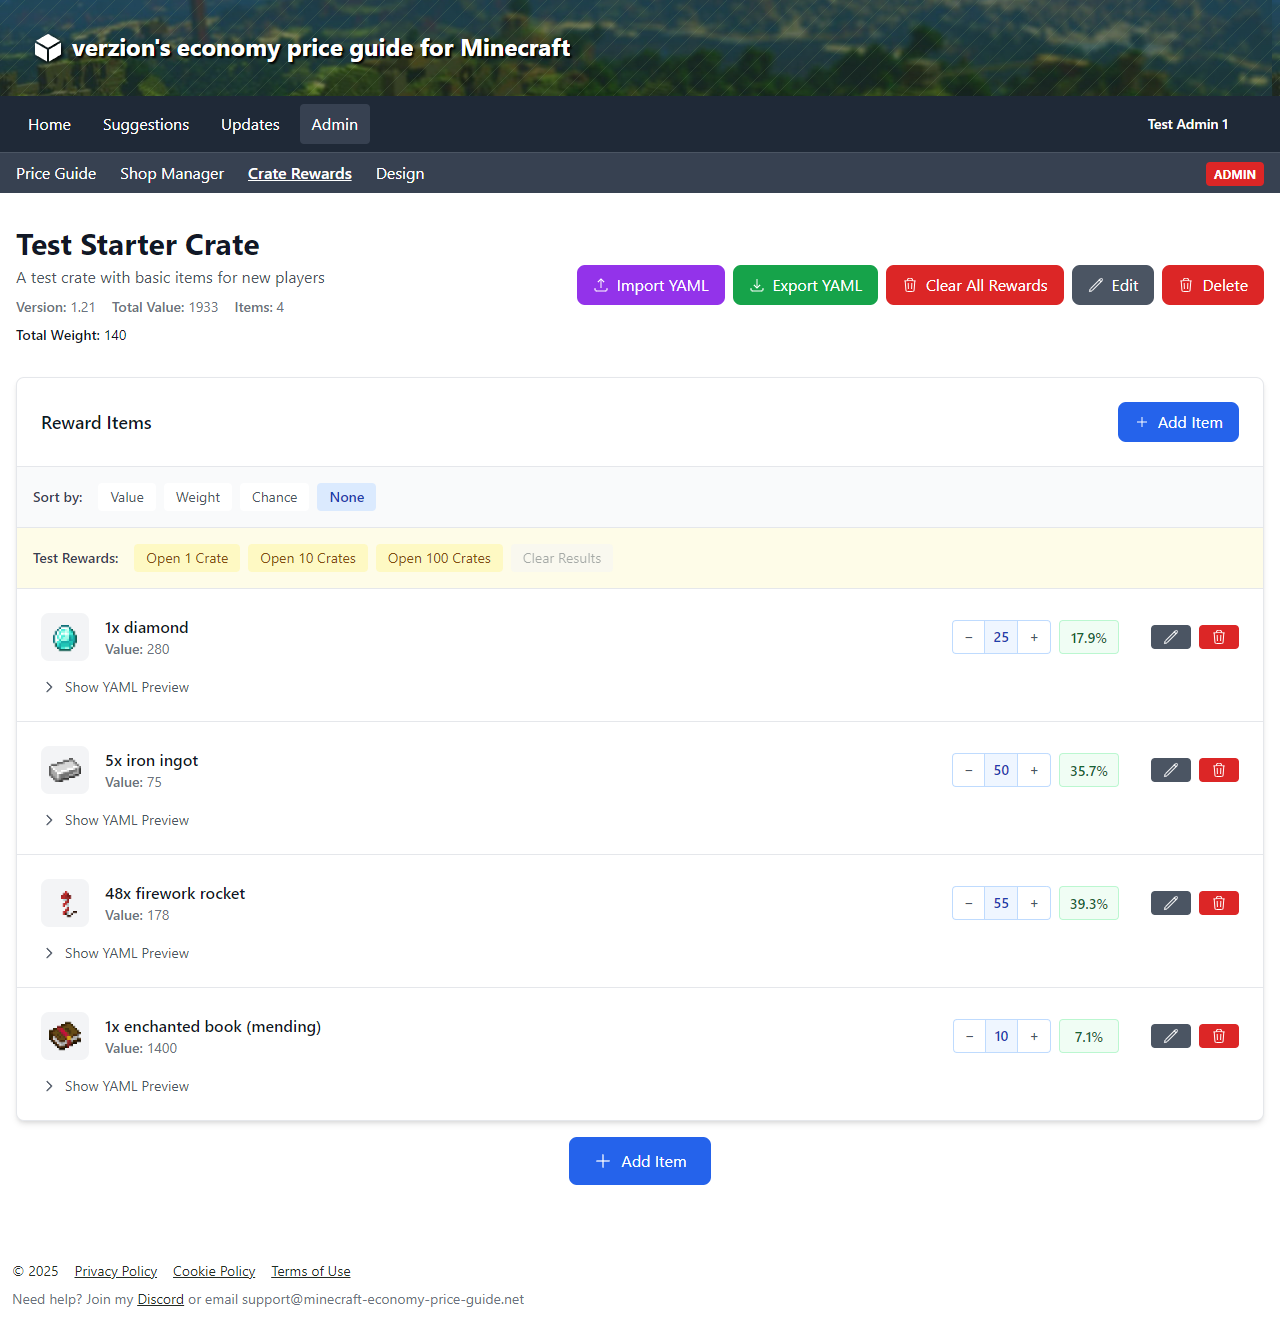 verzion's economy price guide for Minecraft
Home Suggestions Updates Admin Test Admin 1
Price Guide Shop Manager Crate Rewards Design ADMIN
Test Starter Crate
A test crate with basic items for new players
Version: 1.21 Total Value: 1933 Items: 4
Total Weight: 140
Import YAML Export YAML Clear All Rewards Edit Delete
Reward Items
+ Add Item
Sort by: Value Weight Chance None
Test Rewards: Open 1 Crate Open 10 Crates Open 100 Crates Clear Results
1x diamond
Value: 280
− 25 + 17.9%
Show YAML Preview
5x iron ingot
Value: 75
− 50 + 35.7%
Show YAML Preview
48x firework rocket
Value: 178
− 55 + 39.3%
Show YAML Preview
1x enchanted book (mending)
Value: 1400
− 10 + 7.1%
Show YAML Preview
+ Add Item
© 2025 Privacy Policy Cookie Policy Terms of Use
Need help? Join my Discord or email support@minecraft-economy-price-guide.net